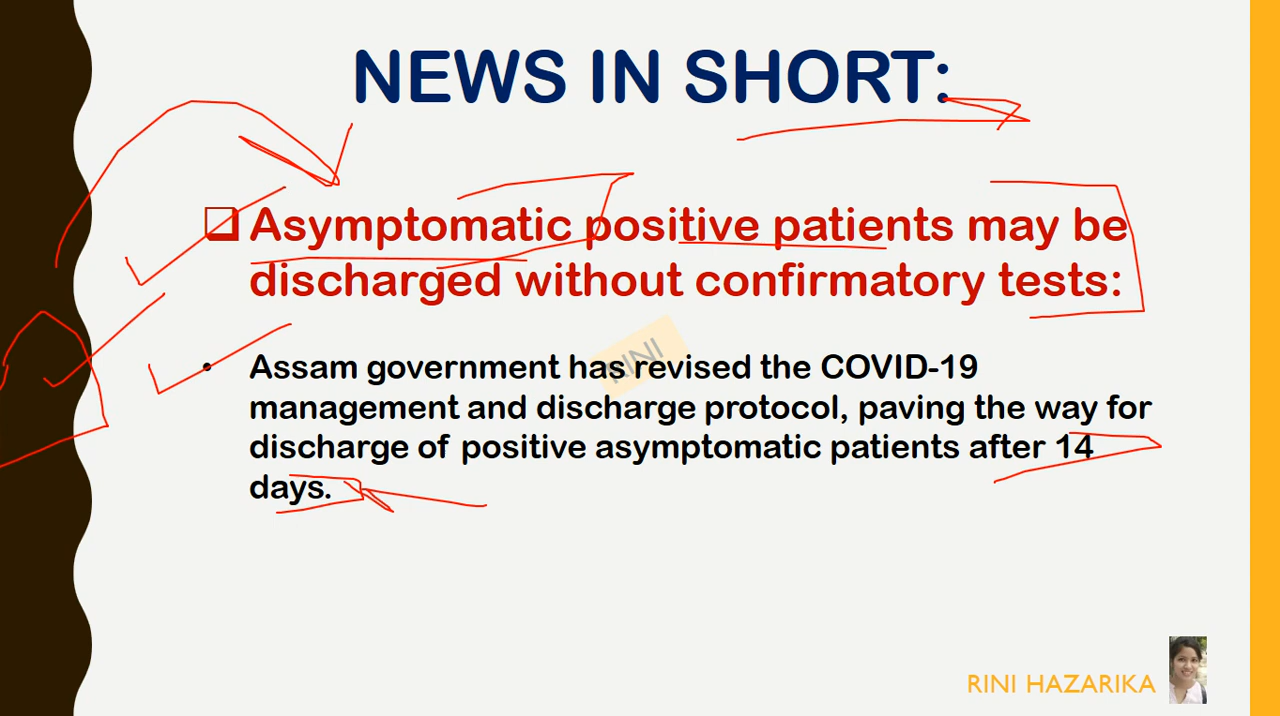 NEWS IN SHORT:
Asymptomatic positive patients may be
discharged without confirmatory tests:
Assam government has revised the COVID-19
management and discharge protocol, paving the way for
discharge of positive asymptomatic patients after 14
days.
RINI
RINI HAZARIKA